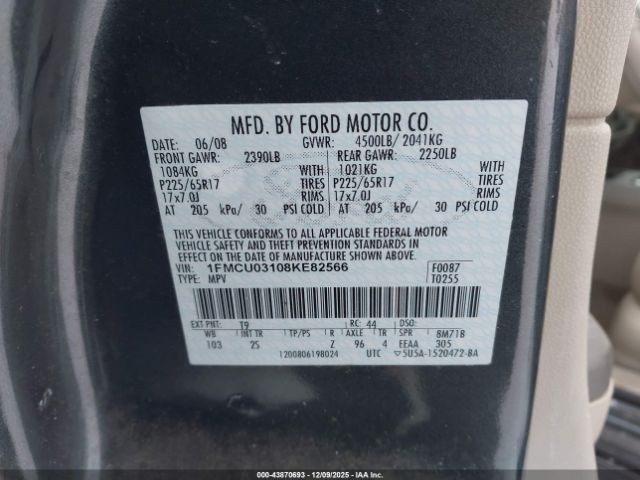 MFD. BY FORD MOTOR CO.
DATE: 06/08 GVWR: 4500LB/ 2041KG
FRONT GAWR: 2390LB REAR GAWR: 2250LB
1084KG WITH 1021KG WITH
P225/65R17 TIRES P225/65R17 TIRES
17x7.0J RIMS 17x7.0J RIMS
AT 205 kPa/ 30 PSI COLD AT 205 kPa/ 30 PSI COLD
THIS VEHICLE CONFORMS TO ALL APPLICABLE FEDERAL MOTOR
VEHICLE SAFETY AND THEFT PREVENTION STANDARDS IN
EFFECT ON THE DATE OF MANUFACTURE SHOWN ABOVE.
VIN: 1FMCU03108KE82566 F0087
TYPE: MPV T0255
EXT PNT: T9 RC: 44 DSO:
WB INT TR TP/PS R AXLE TR SPR 8M71B
103 25 Z 96 4 EEAA 305
1200806198024 UTC ▽5U5A-1520472-BA
000-43870693 - 12/09/2025 - IAAI.COM